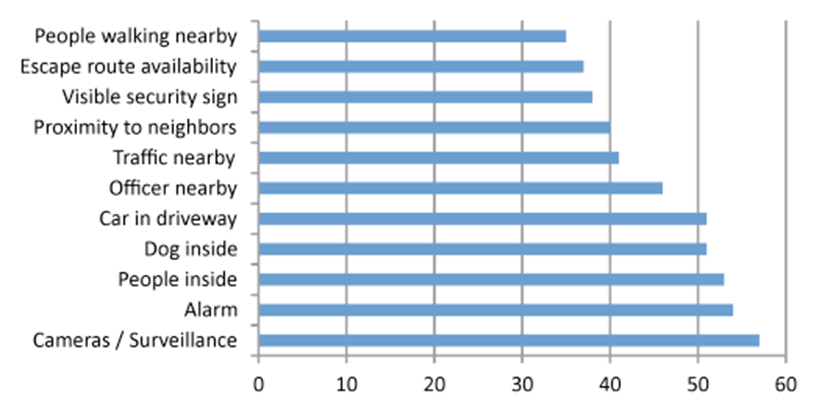 People walking nearby
Escape route availability
Visible security sign
Proximity to neighbors
Traffic nearby
Officer nearby
Car in driveway
Dog inside
People inside
Alarm
Cameras / Surveillance
0 10 20 30 40 50 60